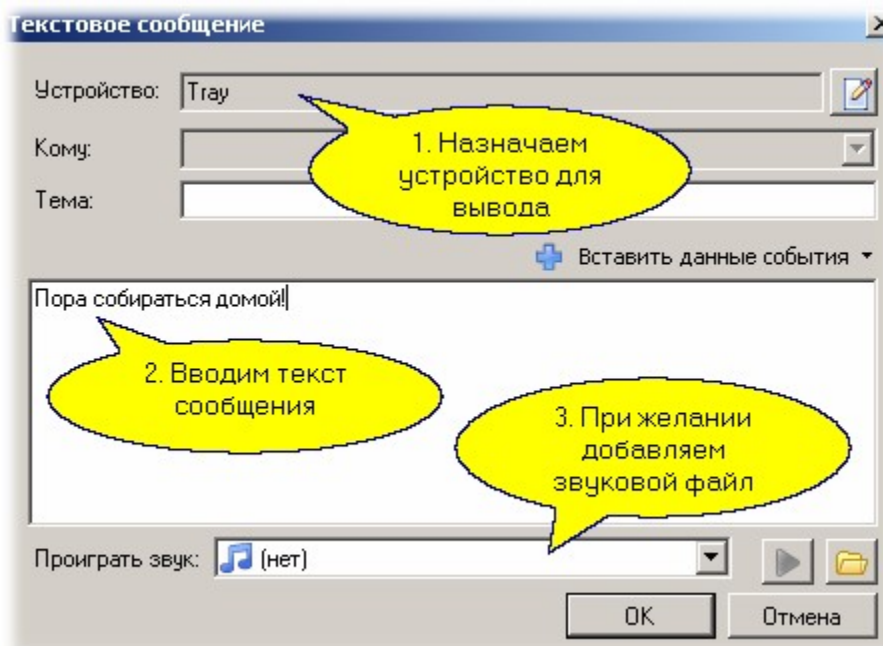 Текстовое сообщение
Устройство:
Tray
1. Назначаем
устройство для
вывода
Кому:
Тема:
Вставить данные события
Пора собираться домой!
2. Вводим текст
сообщения
3. При желании
добавляем
звуковой файл
Проиграть звук:
(нет)
OK
Отмена